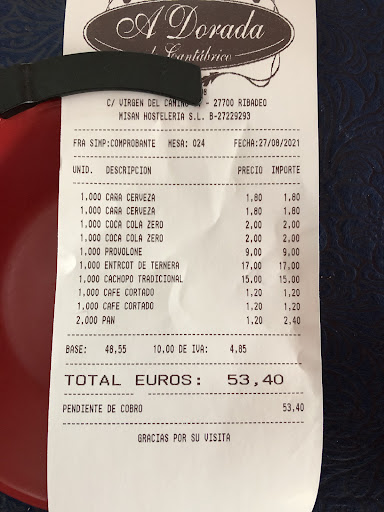 A Dorada
Cantábrico
C/ VIRGEN DEL CAMINO - 27700 RIBADEO
MISAN HOSTELERIA S.L. B-27229293
FRA SIMP:COMPROBANTE MESA: 024 FECHA:27/08/2021
UNID. DESCRIPCION PRECIO IMPORTE
1,000 CAÑA CERVEZA 1,80 1,80
1,000 CAÑA CERVEZA 1,80 1,80
1,000 COCA COLA ZERO 2,00 2,00
1,000 COCA COLA ZERO 2,00 2,00
1,000 PROVOLONE 9,00 9,00
1,000 ENTRCOT DE TERNERA 17,00 17,00
1,000 CACHOPO TRADICIONAL 15,00 15,00
1,000 CAFE CORTADO 1,20 1,20
1,000 CAFE CORTADO 1,20 1,20
2,000 PAN 1,20 2,40
BASE: 48,55 10.00 DE IVA: 4,85
TOTAL EUROS: 53,40
PENDIENTE DE COBRO 53,40
GRACIAS POR SU VISITA